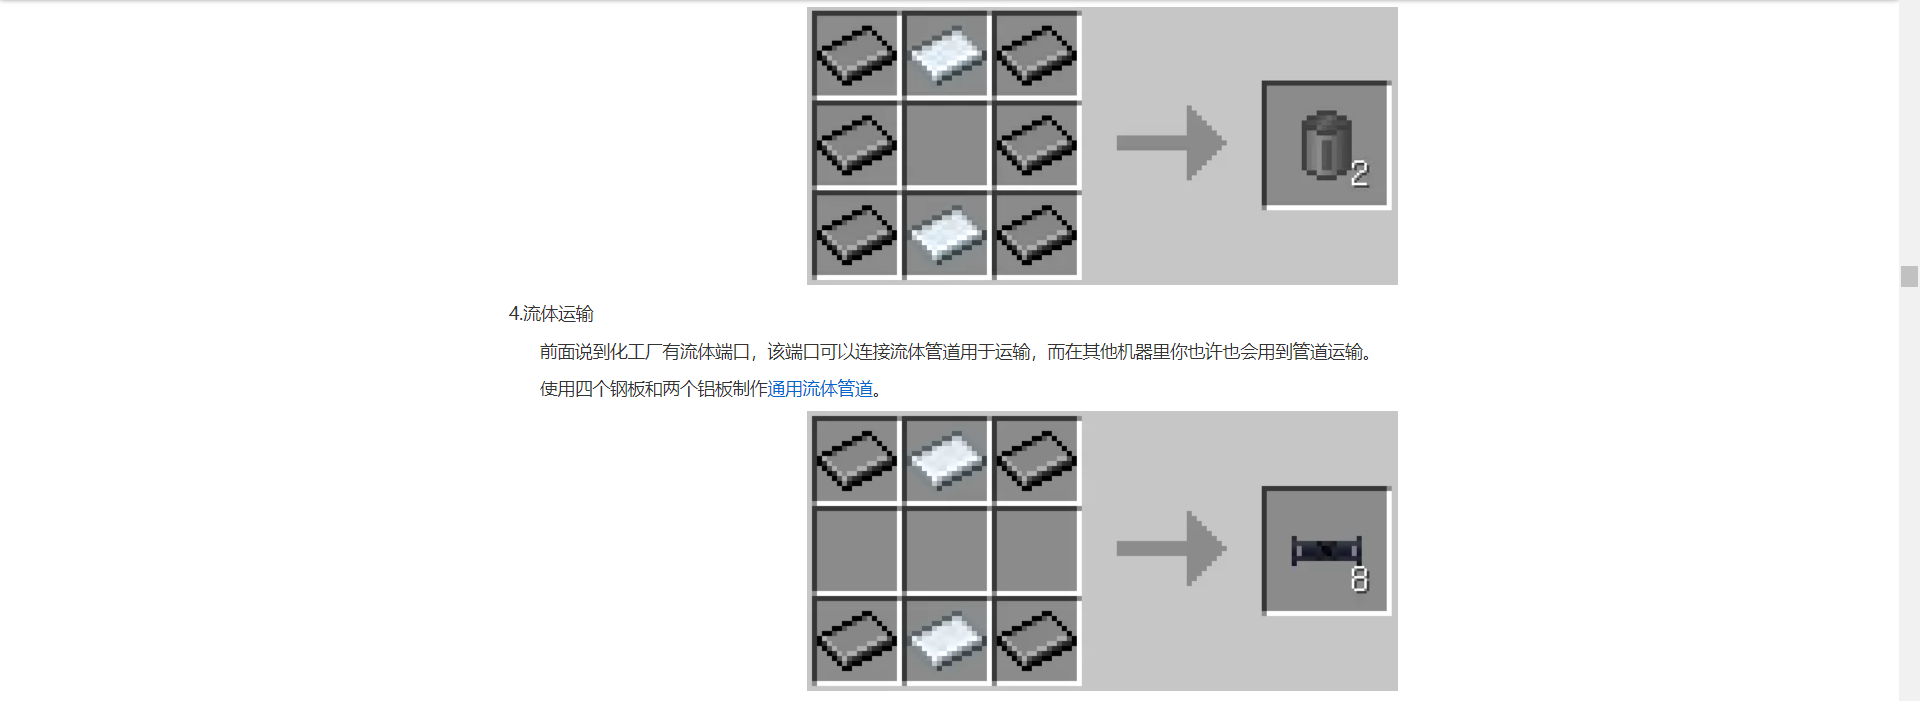 2
4.流体运输
前面说到化工厂有流体端口，该端口可以连接流体管道用于运输，而在其他机器里你也许也会用到管道运输。
使用四个钢板和两个铝板制作通用流体管道。
8